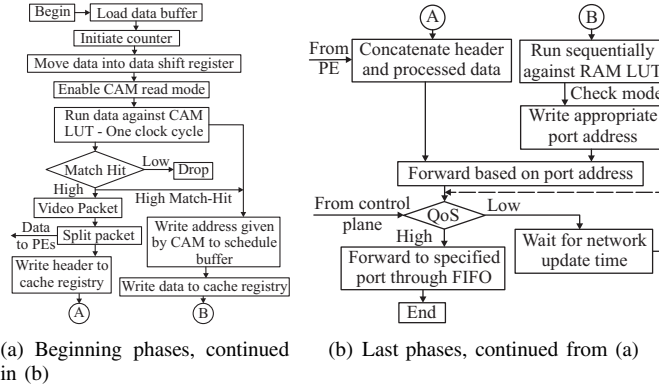 Begin
Load data buffer
Initiate counter
Move data into data shift register
Enable CAM read mode
Run data against CAM
LUT - One clock cycle
Match Hit
Low
Drop
High
High Match-Hit
Video Packet
Data
to PEs
Split packet
Write header to
cache registry
Write address given
by CAM to schedule
buffer
Write data to cache registry
A
B
(a) Beginning phases, continued
in (b)
A
B
From
PE
Concatenate header
and processed data
Run sequentially
against RAM LUT
Check mode
Write appropriate
port address
Forward based on port address
From control
plane
QoS
Low
High
Wait for network
update time
Forward to specified
port through FIFO
End
(b) Last phases, continued from (a)